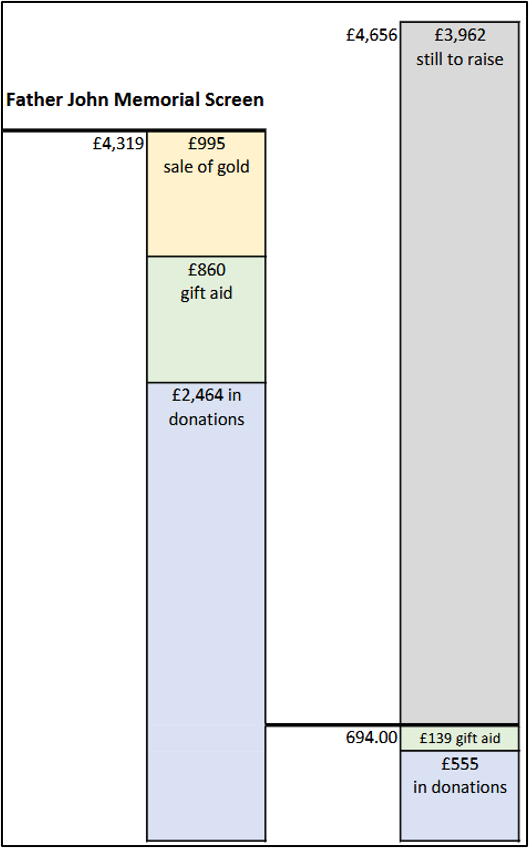 £4,656
£3,962
still to raise
Father John Memorial Screen
£4,319
£995
sale of gold
£860
gift aid
£2,464 in
donations
694.00
£139 gift aid
£555
in donations